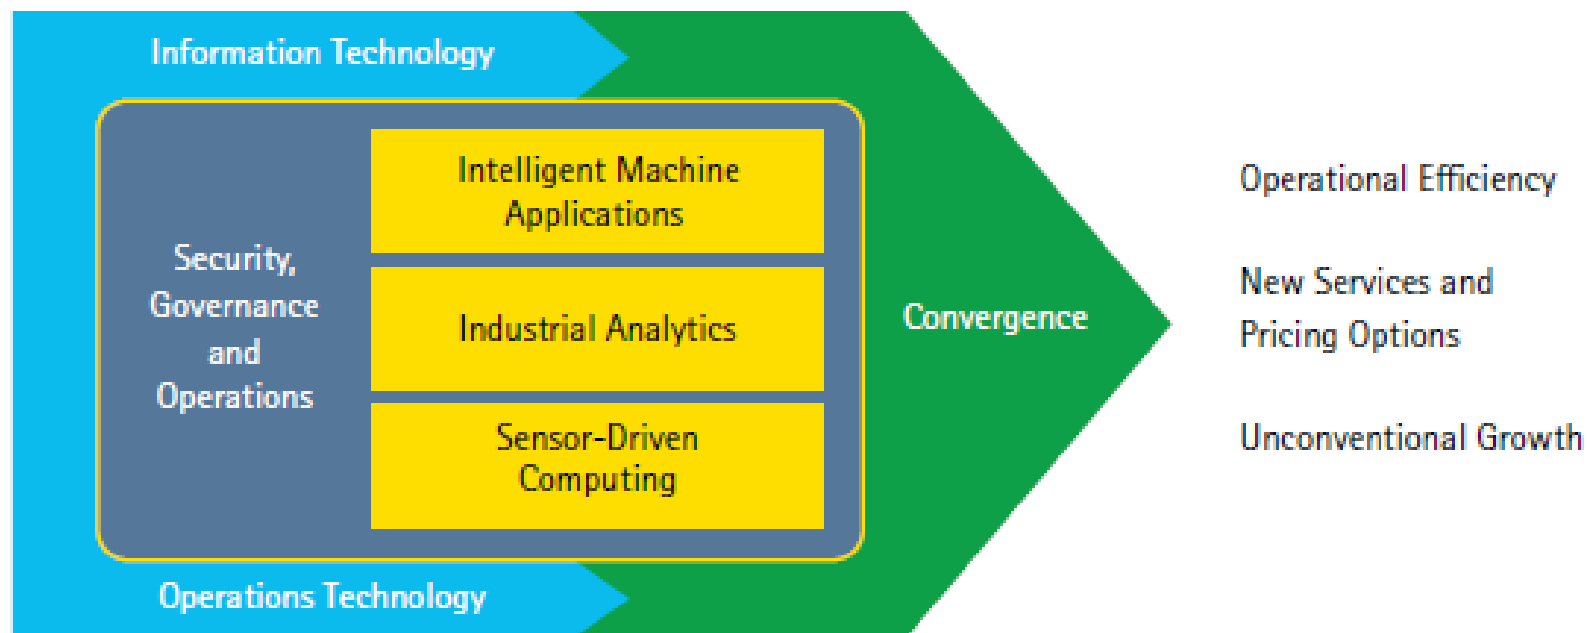 Information Technology
Security,
Governance
and
Operations
Intelligent Machine
Applications
Industrial Analytics
Sensor-Driven
Computing
Operations Technology
Convergence
Operational Efficiency
New Services and
Pricing Options
Unconventional Growth